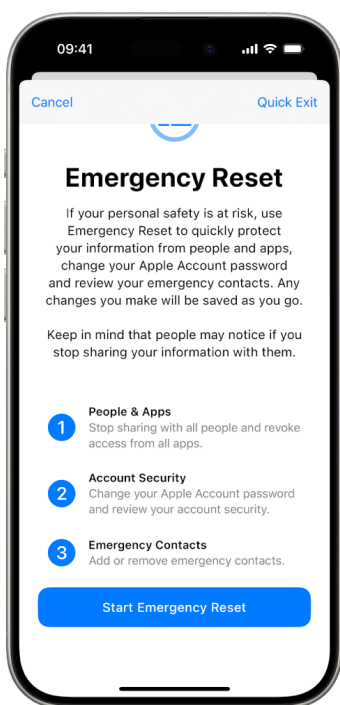 09:41
Cancel
Quick Exit
Emergency Reset
If your personal safety is at risk, use
Emergency Reset to quickly protect
your information from people and apps,
change your Apple Account password
and review your emergency contacts. Any
changes you make will be saved as you go.
Keep in mind that people may notice if you
stop sharing your information with them.
1
People & Apps
Stop sharing with all people and revoke
access from all apps.
2
Account Security
Change your Apple Account password
and review your account security.
3
Emergency Contacts
Add or remove emergency contacts.
Start Emergency Reset